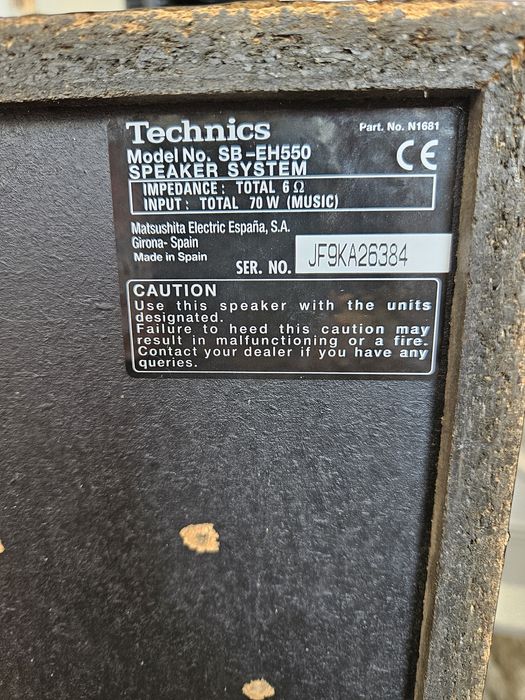 Technics
Part. No. N1681
Model No. SB-EH550
CE
SPEAKER SYSTEM
IMPEDANCE: TOTAL 6 Ω
INPUT: TOTAL 70 W (MUSIC)
Matsushita Electric España, S.A.
Girona- Spain
Made in Spain
SER. NO. JF9KA26384
CAUTION
Use this speaker with the units
designated.
Failure to heed this caution may
result in malfunctioning or a fire.
Contact your dealer if you have any
queries.